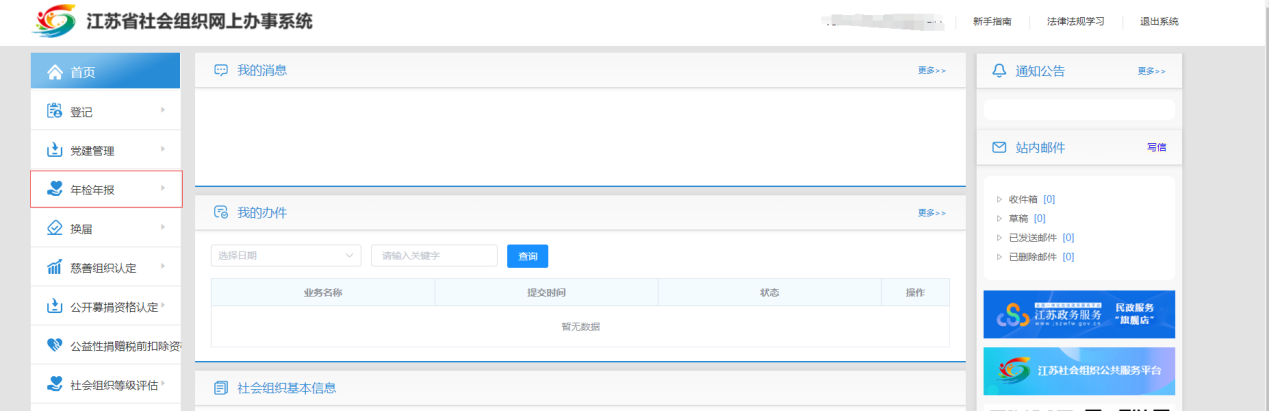 江苏省社会组织网上办事系统
新手指南 法律法规学习 退出系统
首页
登记
党建管理
年检年报
换届
慈善组织认定
公开募捐资格认定
公益性捐赠税前扣除资
社会组织等级评估
我的消息 更多>>
我的办件 更多>>
选择日期 请输入关键字 查询
业务名称 提交时间 状态 操作
暂无数据
社会组织基本信息
通知公告 更多>>
站内邮件 写信
收件箱 [0]
草稿 [0]
已发送邮件 [0]
已删除邮件 [0]
江苏政务服务
www.jszwfw.gov.cn
民政服务
“旗舰店”
江苏社会组织公共服务平台